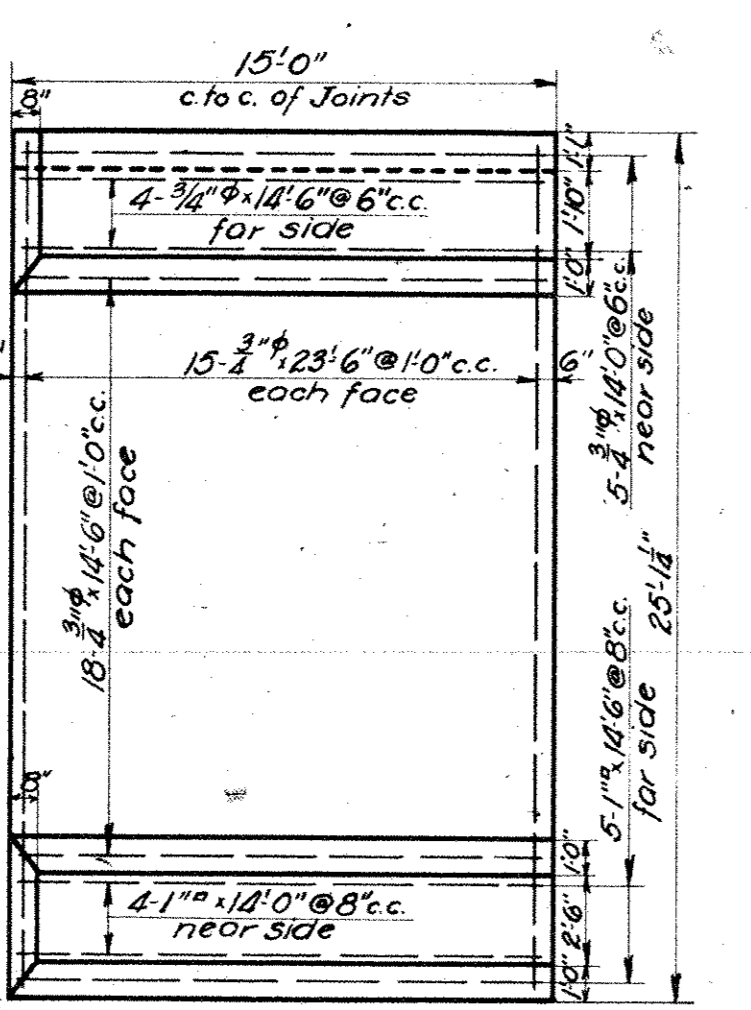 15'-0"
c. to c. of Joints
8"
1'-1"
4-3/4"φ x 14'-6" @ 6" c.c.
far side
1'-10"
1'-0"
5-3/4"φ x 14'-0" @ 6" c.c.
near side
15-3/4"φ x 23'-6" @ 1'-0" c.c.
each face
6"
18-3/4"φ x 14'-6" @ 1'-0" c.c.
each face
25'-1 1/4"
5-1"□ x 14'-6" @ 8" c.c.
far side
8"
1'-0"
4-1"□ x 14'-0" @ 8" c.c.
near side
2'-6"
1'-0"